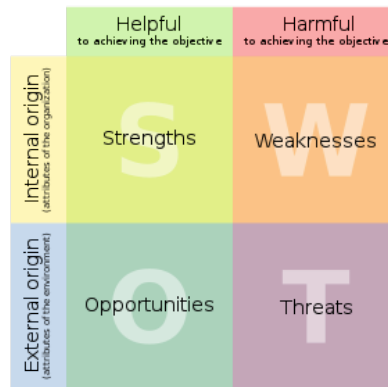 Helpful
to achieving the objective
Harmful
to achieving the objective
Internal origin
(attributes of the organization)
S
Strengths
W
Weaknesses
External origin
(attributes of the environment)
O
Opportunities
T
Threats